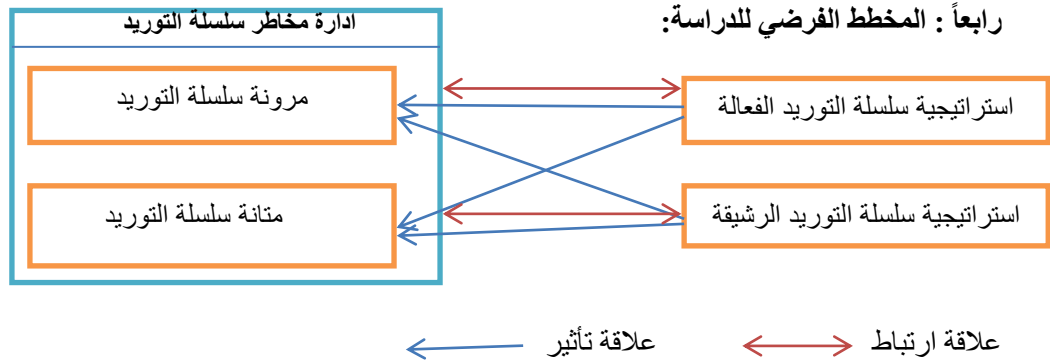 رابعاً : المخطط الفرضي للدراسة:
ادارة مخاطر سلسلة التوريد
استراتيجية سلسلة التوريد الفعالة
مرونة سلسلة التوريد
استراتيجية سلسلة التوريد الرشيقة
متانة سلسلة التوريد
علاقة ارتباط
علاقة تأثير